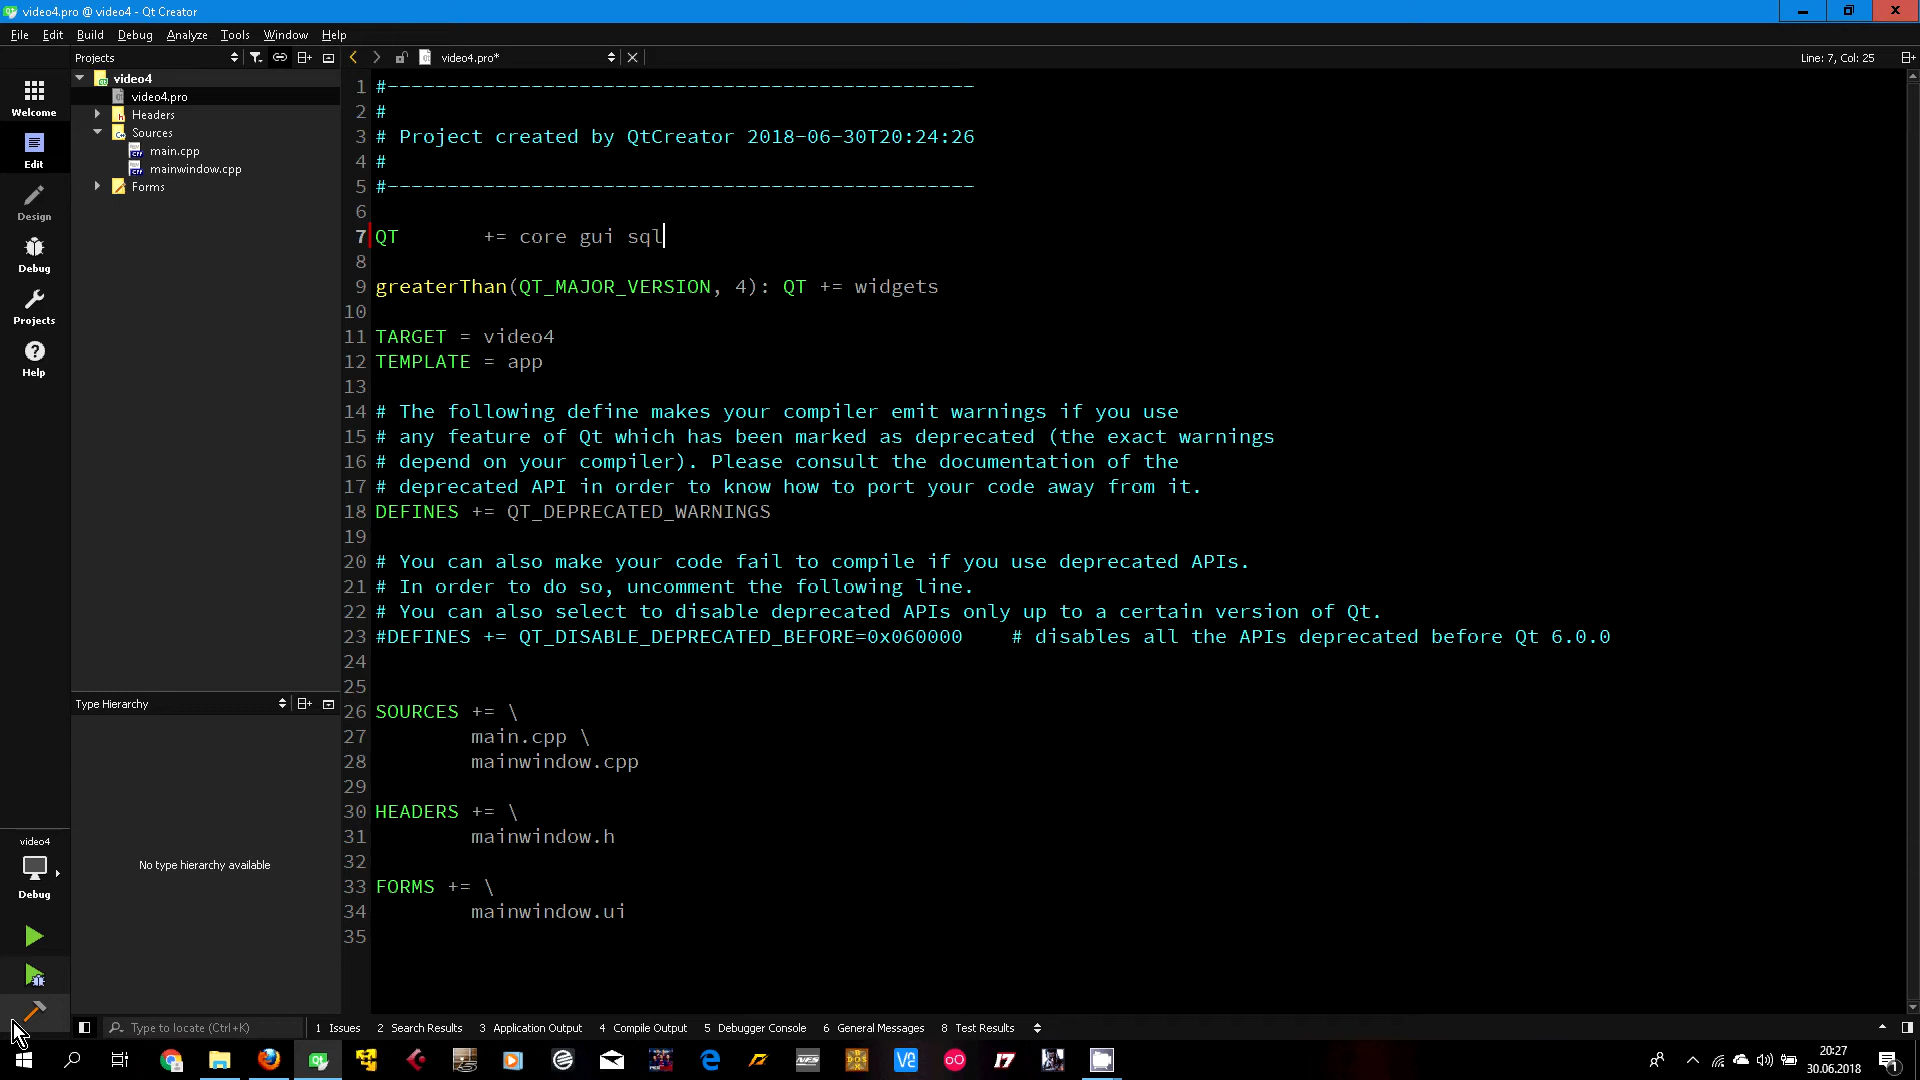 video4.pro @ video4 - Qt Creator
File Edit Build Debug Analyze Tools Window Help
Projects
video4.pro*
Line: 7, Col: 25
video4
video4.pro
Headers
Sources
main.cpp
mainwindow.cpp
Forms
Welcome
Edit
Design
Debug
Projects
Help
1 #-------------------------------------------------
2 #
3 # Project created by QtCreator 2018-06-30T20:24:26
4 #
5 #-------------------------------------------------
6
7 QT       += core gui sql
8
9 greaterThan(QT_MAJOR_VERSION, 4): QT += widgets
10
11 TARGET = video4
12 TEMPLATE = app
13
14 # The following define makes your compiler emit warnings if you use
15 # any feature of Qt which has been marked as deprecated (the exact warnings
16 # depend on your compiler). Please consult the documentation of the
17 # deprecated API in order to know how to port your code away from it.
18 DEFINES += QT_DEPRECATED_WARNINGS
19
20 # You can also make your code fail to compile if you use deprecated APIs.
21 # In order to do so, uncomment the following line.
22 # You can also select to disable deprecated APIs only up to a certain version of Qt.
23 #DEFINES += QT_DISABLE_DEPRECATED_BEFORE=0x060000    # disables all the APIs deprecated before Qt 6.0.0
24
25
26 SOURCES += \
27         main.cpp \
28         mainwindow.cpp
29
30 HEADERS += \
31         mainwindow.h
32
33 FORMS += \
34         mainwindow.ui
35
Type Hierarchy
No type hierarchy available
video4
Debug
Type to locate (Ctrl+K)
1 Issues 2 Search Results 3 Application Output 4 Compile Output 5 Debugger Console 6 General Messages 8 Test Results
20:27
30.06.2018